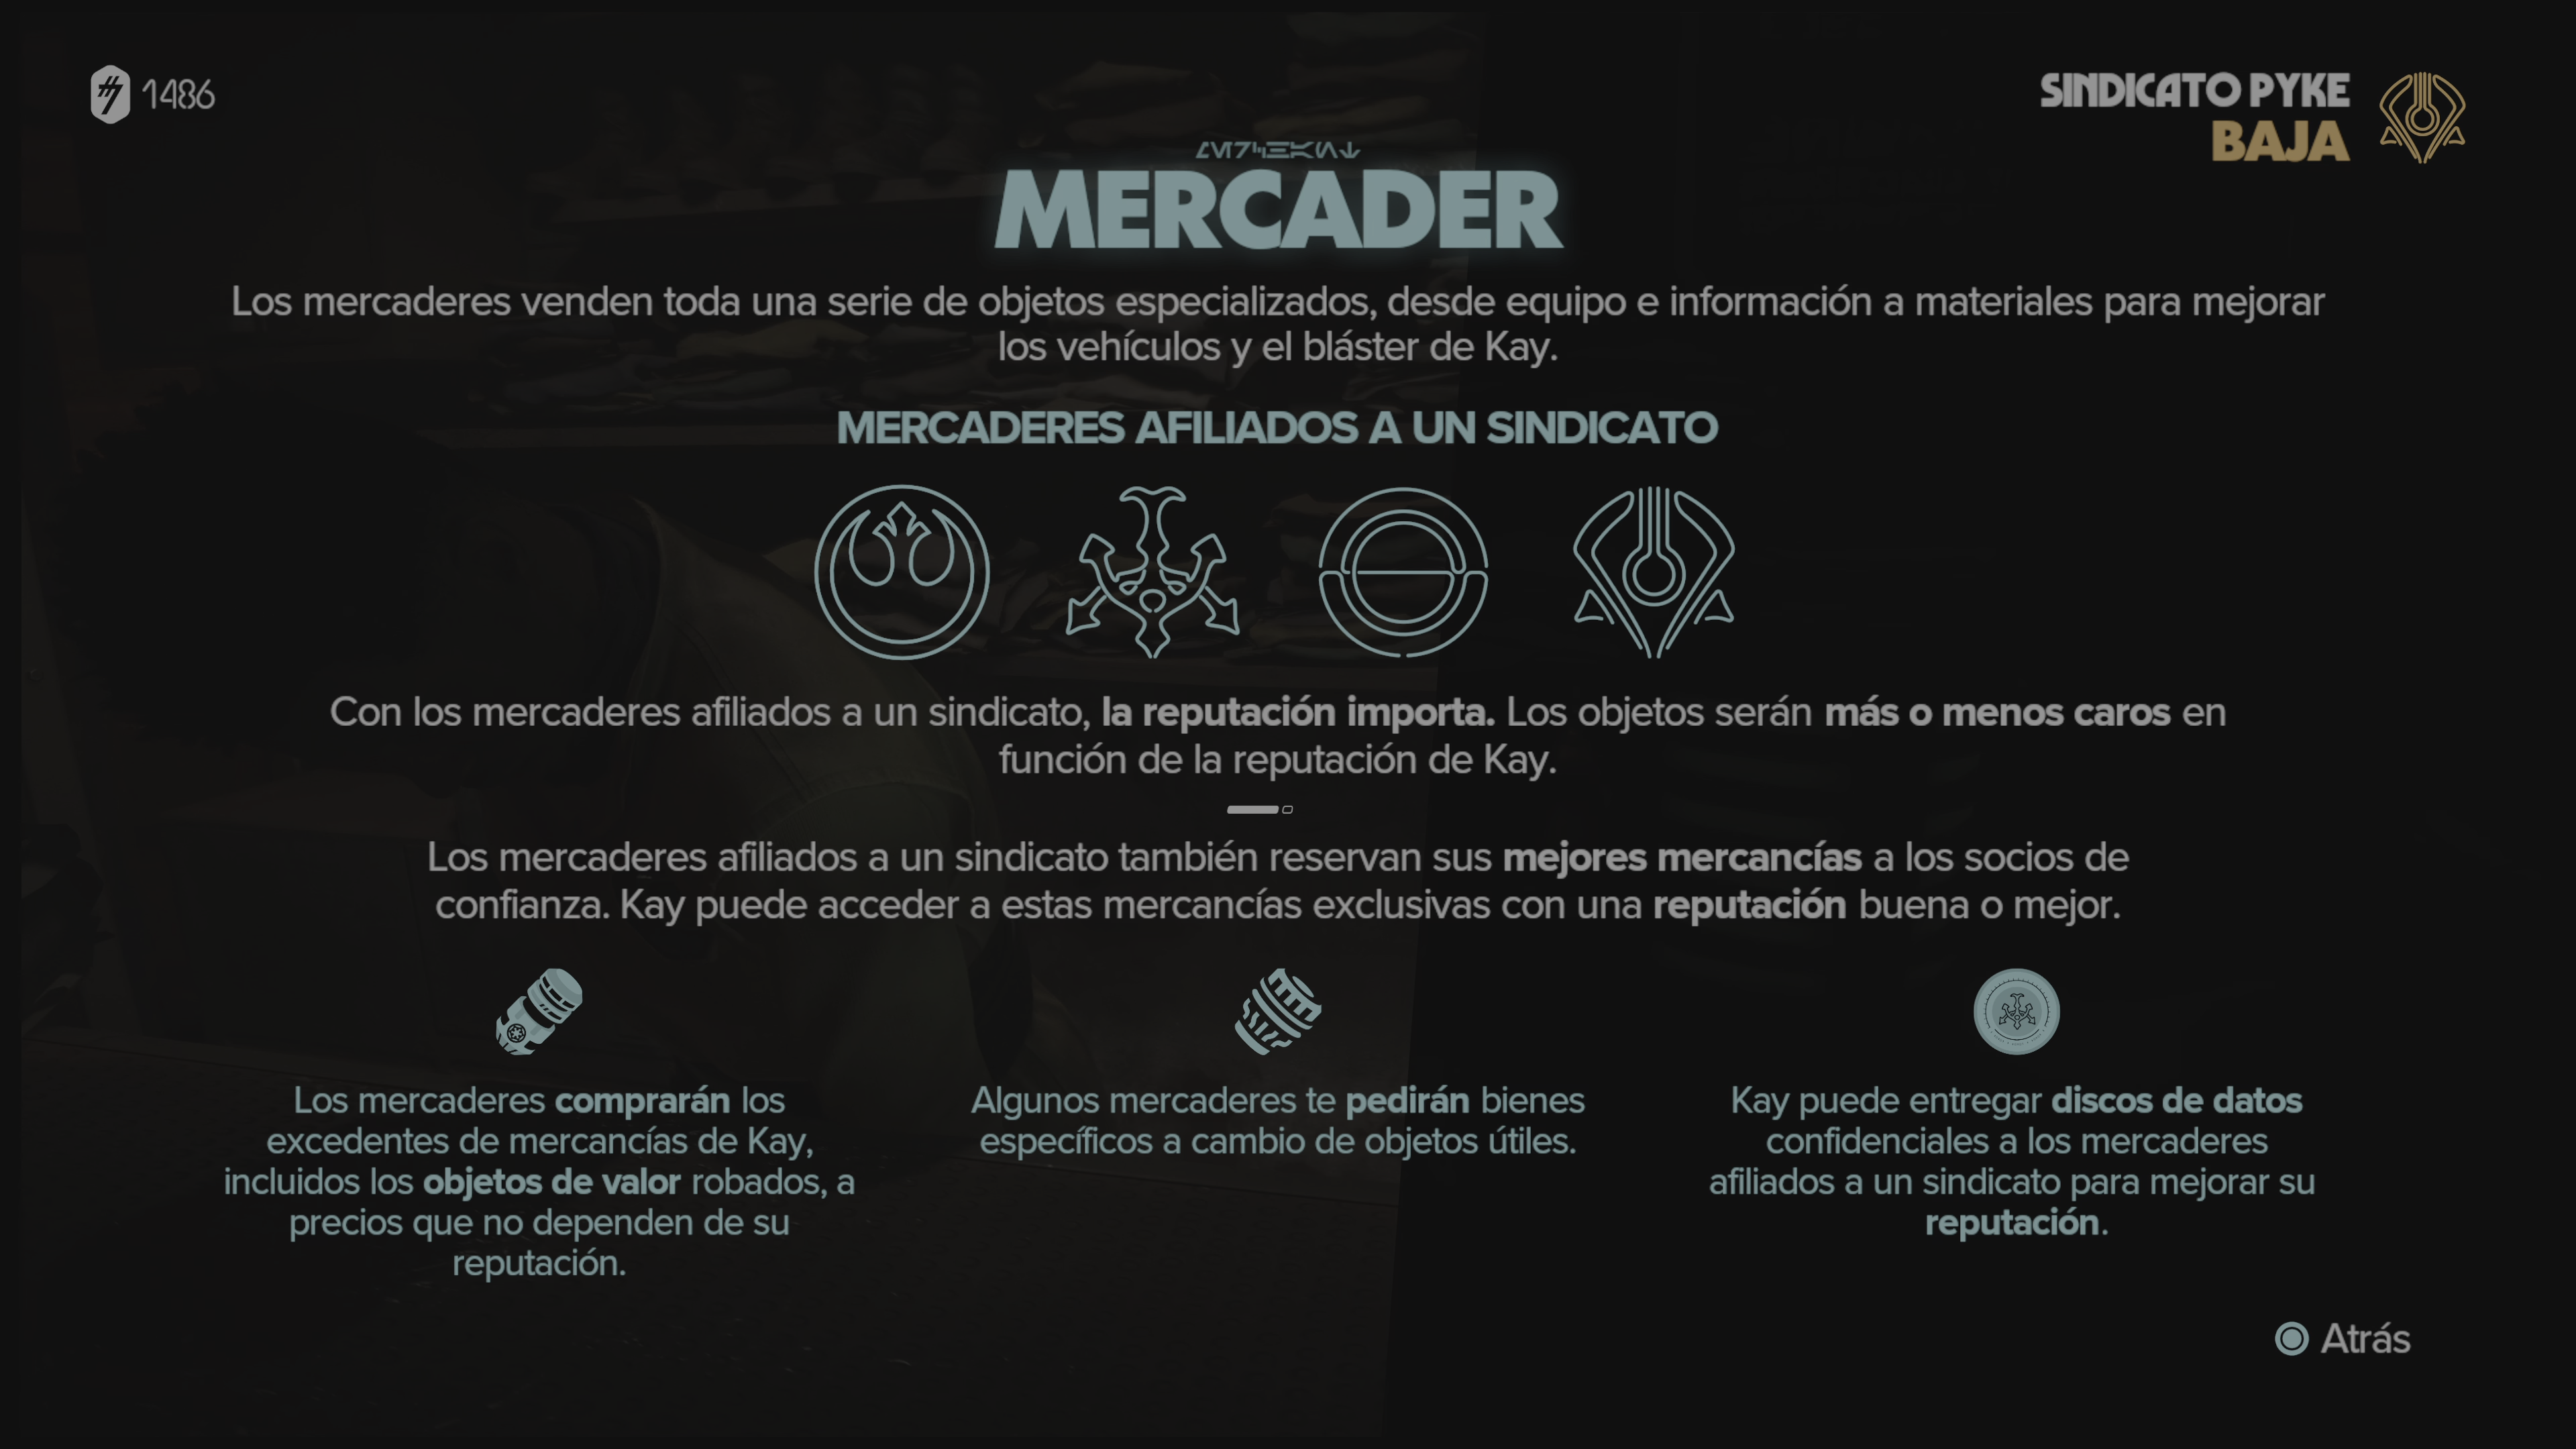 1486
SINDICATO PYKE
BAJA
MERCADER
Los mercaderes venden toda una serie de objetos especializados, desde equipo e información a materiales para mejorar
los vehículos y el bláster de Kay.
MERCADERES AFILIADOS A UN SINDICATO
Con los mercaderes afiliados a un sindicato, la reputación importa. Los objetos serán más o menos caros en
función de la reputación de Kay.
Los mercaderes afiliados a un sindicato también reservan sus mejores mercancías a los socios de
confianza. Kay puede acceder a estas mercancías exclusivas con una reputación buena o mejor.
Los mercaderes comprarán los
excedentes de mercancías de Kay,
incluidos los objetos de valor robados, a
precios que no dependen de su
reputación.
Algunos mercaderes te pedirán bienes
específicos a cambio de objetos útiles.
Kay puede entregar discos de datos
confidenciales a los mercaderes
afiliados a un sindicato para mejorar su
reputación.
Atrás